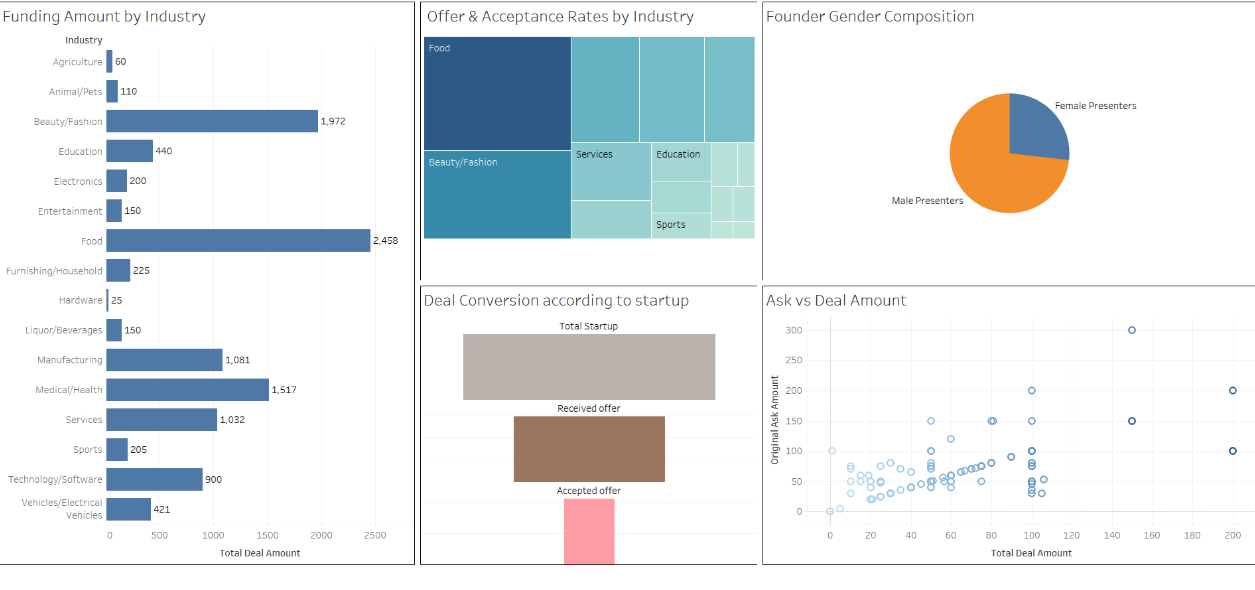 Funding Amount by Industry
Industry
Agriculture 60
Animal/Pets 110
Beauty/Fashion 1,972
Education 440
Electronics 200
Entertainment 150
Food 2,458
Furnishing/Household 225
Hardware 25
Liquor/Beverages 150
Manufacturing 1,081
Medical/Health 1,517
Services 1,032
Sports 205
Technology/Software 900
Vehicles/Electrical
Vehicles 421
0 500 1000 1500 2000 2500
Total Deal Amount
Offer & Acceptance Rates by Industry
Food
Beauty/Fashion
Services
Education
Sports
Founder Gender Composition
Female Presenters
Male Presenters
Deal Conversion according to startup
Total Startup
Received offer
Accepted offer
Ask vs Deal Amount
Original Ask Amount
300
250
200
150
100
50
0
0 20 40 60 80 100 120 140 160 180 200
Total Deal Amount